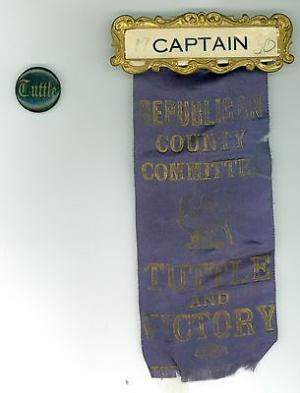 Tuttle
CAPTAIN
REPUBLICAN
COUNTY
COMMITTEE
TUTTLE
AND
VICTORY